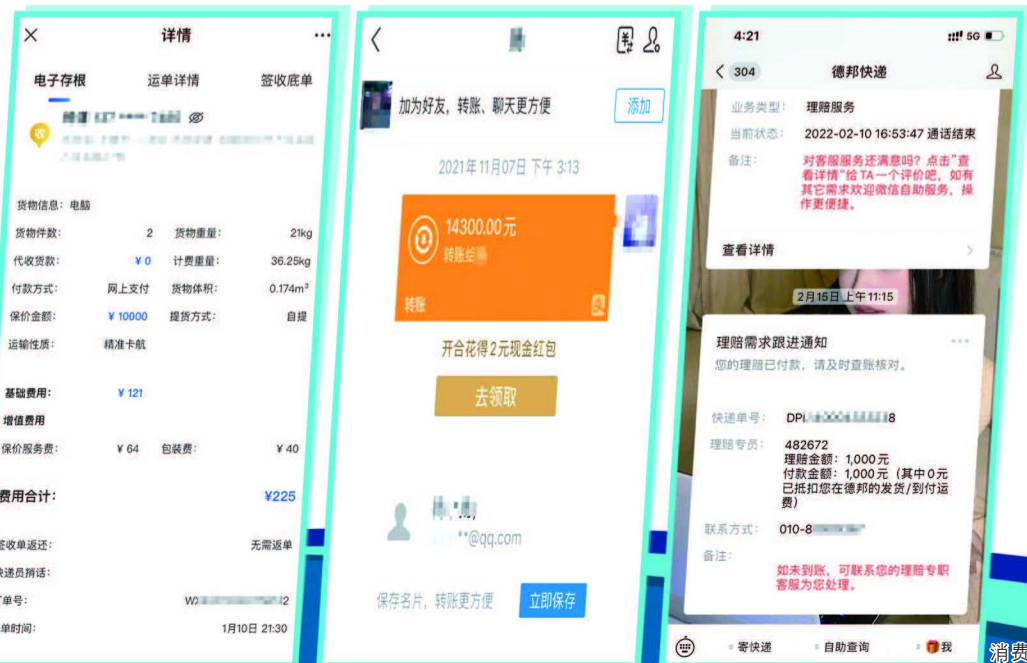 详情
电子存根 运单详情 签收底单
收
货物信息: 电脑
货物件数: 2 货物重量: 21kg
代收货款: ¥0 计费重量: 36.25kg
付款方式: 网上支付 货物体积: 0.174m³
保价金额: ¥10000 提货方式: 自提
运输性质: 精准卡航
基础费用: ¥121
增值费用
保价服务费: ¥64 包装费: ¥40
费用合计: ¥225
签收单返还: 无需返单
快递员捎话:
单号: 2
单时间: 1月10日 21:30
加为好友，转账、聊天更方便 添加
2021年11月07日 下午 3:13
14300.00元
转账给
转账 支
开合花得2元现金红包
去领取
**@qq.com
保存名片，转账更方便 立即保存
4:21 5G
304 德邦快递
业务类型: 理赔服务
当前状态: 2022-02-10 16:53:47 通话结束
备注: 对客服服务还满意吗？点击"查
看详情"给TA一个评价吧，如有
其它需求欢迎微信自助服务，操
作更便捷。
查看详情
2月15日 上午11:15
理赔需求跟进通知
您的理赔已付款，请及时查账核对。
快递单号: DP 8
理赔专员: 482672
理赔金额: 1,000元
付款金额: 1,000元（其中0元
已抵扣您在德邦的发货/到付运
费）
联系方式: 010-8
备注:
如未到账，可联系您的理赔专职
客服为您处理。
寄快递 自助查询 我
消费